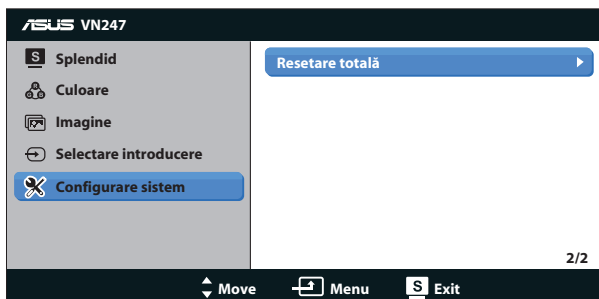 ASUS VN247
S Splendid
Culoare
Imagine
Selectare introducere
Configurare sistem
Resetare totală
2/2
Move Menu S Exit